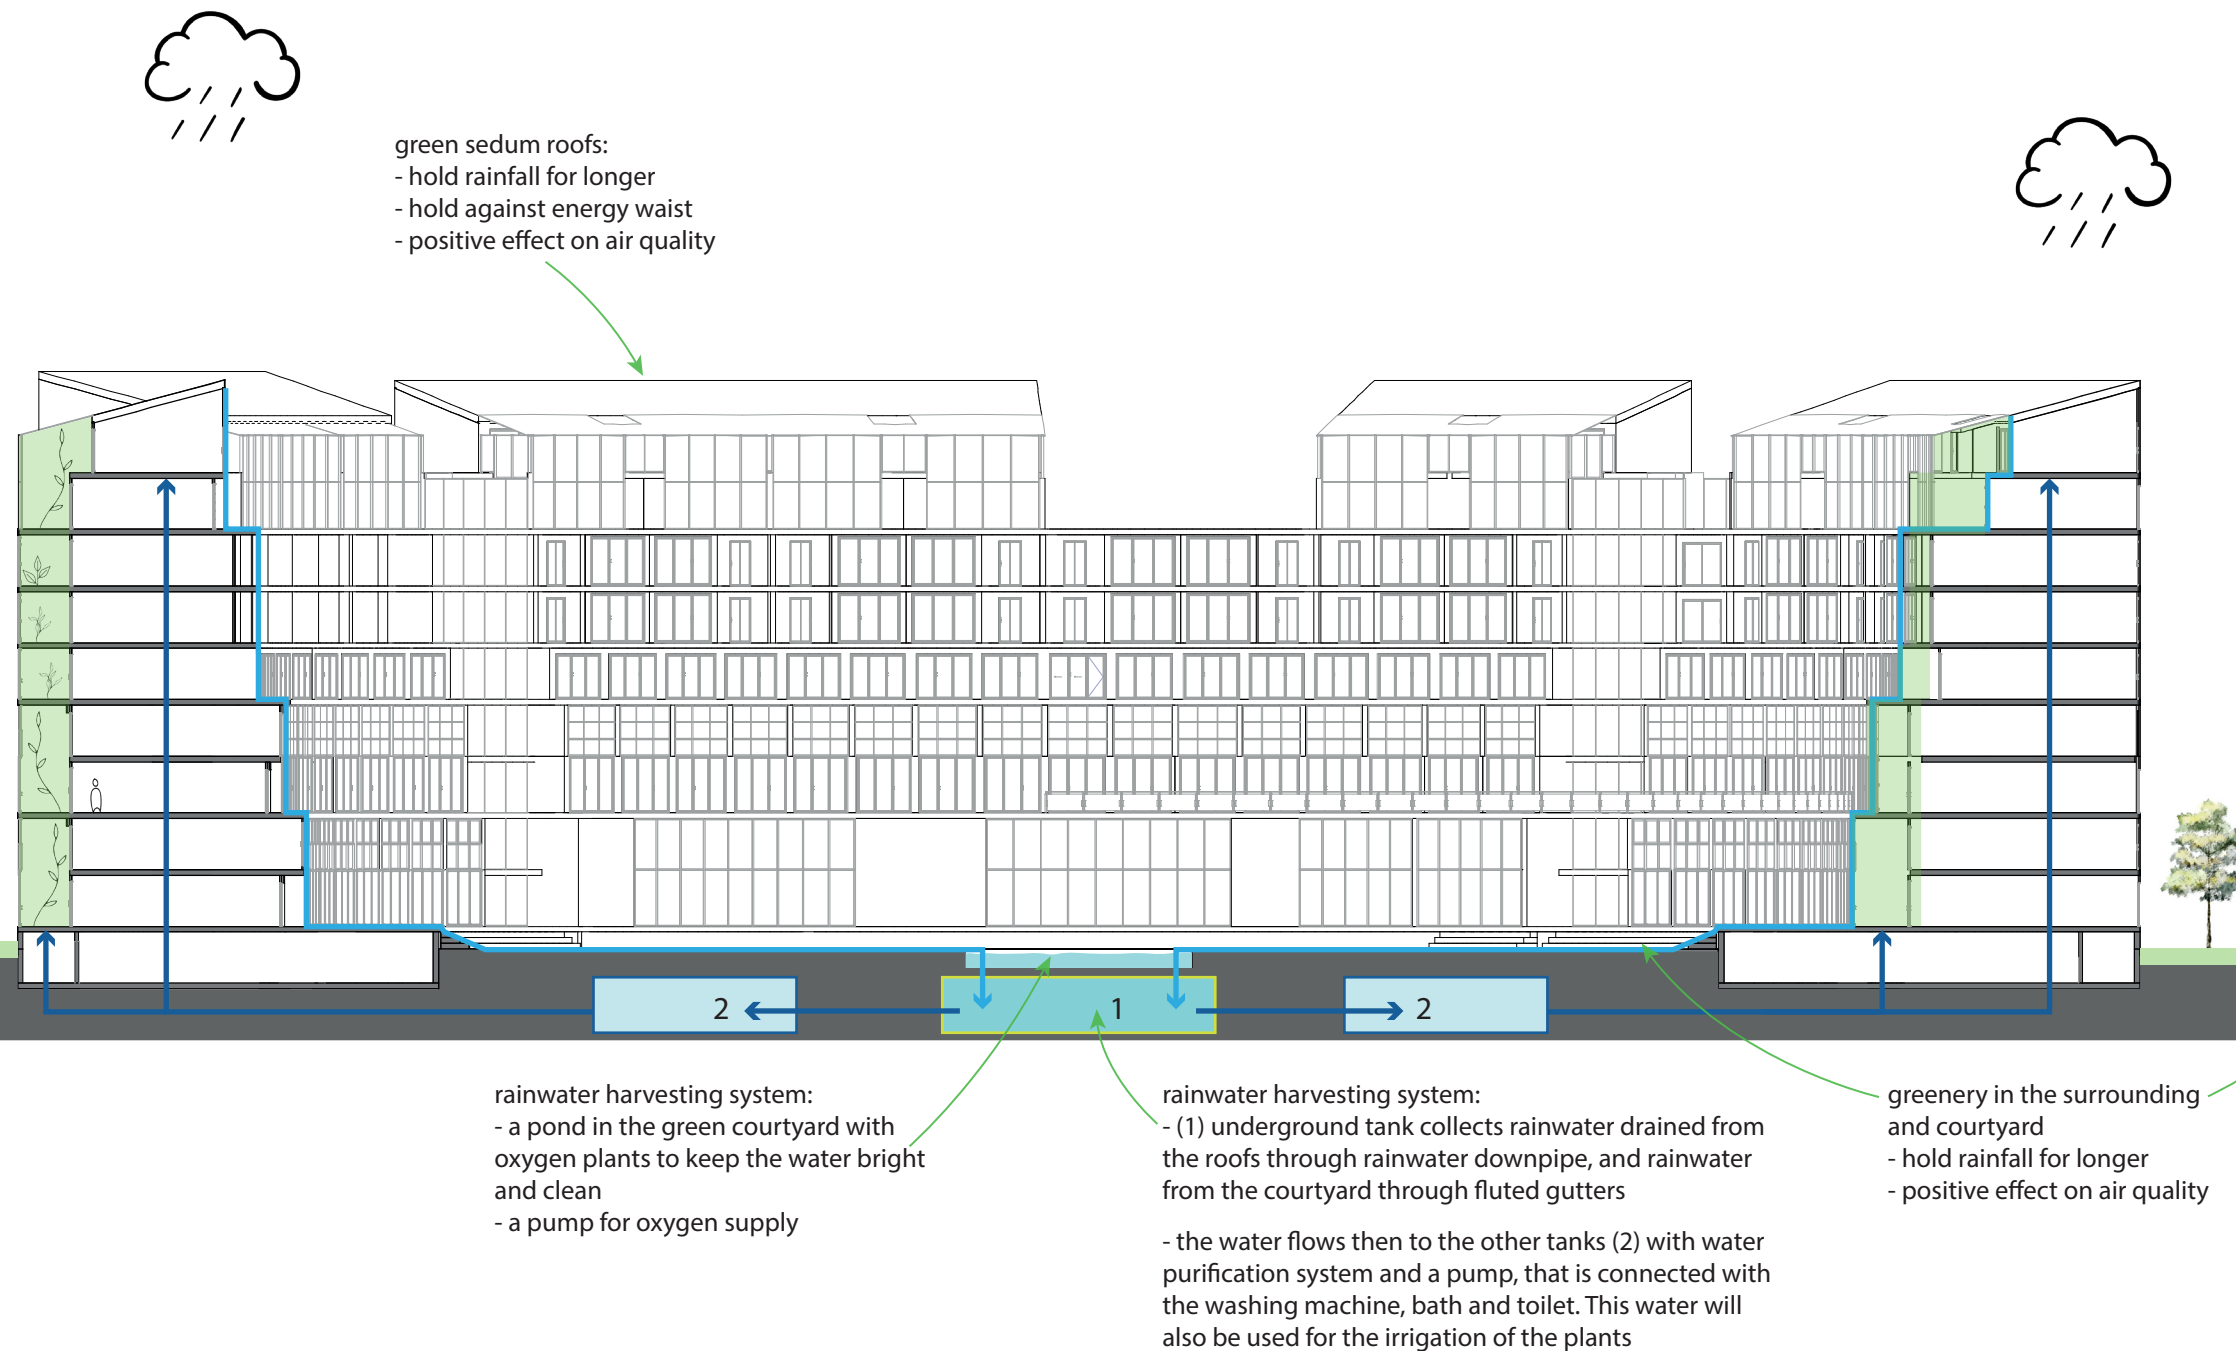 green sedum roofs:
- hold rainfall for longer
- hold against energy waist
- positive effect on air quality
2
1
2
rainwater harvesting system:
- a pond in the green courtyard with
oxygen plants to keep the water bright
and clean
- a pump for oxygen supply
rainwater harvesting system:
- (1) underground tank collects rainwater drained from
the roofs through rainwater downpipe, and rainwater
from the courtyard through fluted gutters
- the water flows then to the other tanks (2) with water
purification system and a pump, that is connected with
the washing machine, bath and toilet. This water will
also be used for the irrigation of the plants
greenery in the surrounding
and courtyard
- hold rainfall for longer
- positive effect on air quality